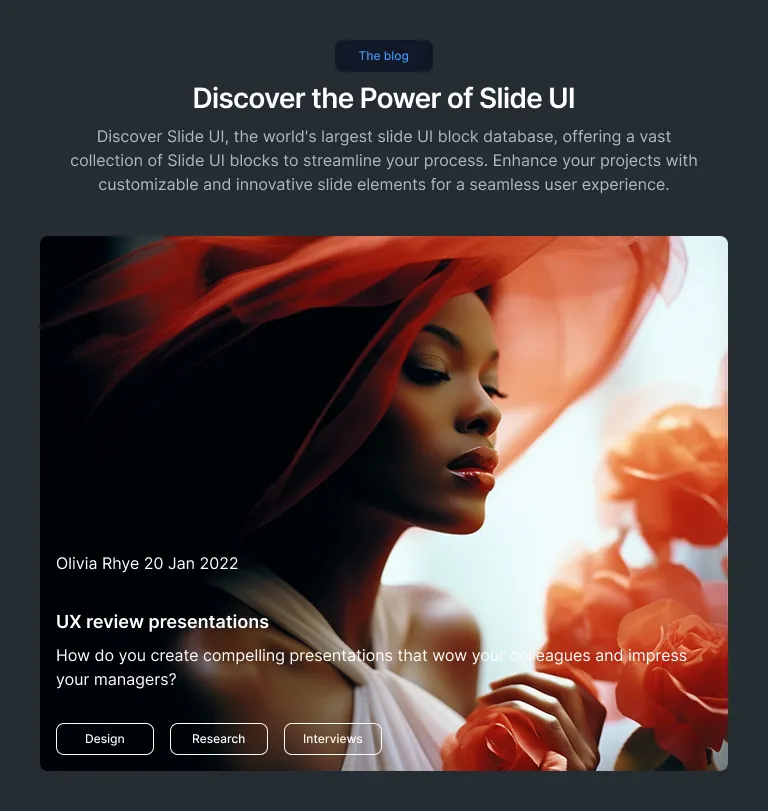 The blog
Discover the Power of Slide UI
Discover Slide UI, the world's largest slide UI block database, offering a vast
collection of Slide UI blocks to streamline your process. Enhance your projects with
customizable and innovative slide elements for a seamless user experience.
Olivia Rhye 20 Jan 2022
UX review presentations
How do you create compelling presentations that wow your colleagues and impress
your managers?
Design
Research
Interviews